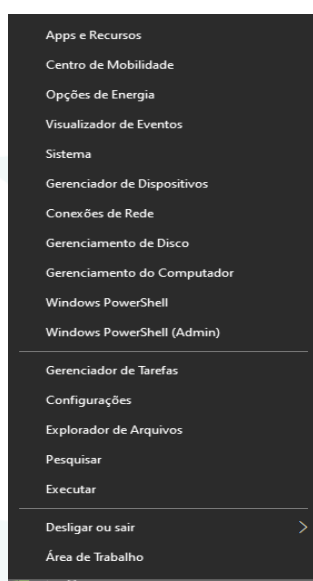 Apps e Recursos
Centro de Mobilidade
Opções de Energia
Visualizador de Eventos
Sistema
Gerenciador de Dispositivos
Conexões de Rede
Gerenciamento de Disco
Gerenciamento do Computador
Windows PowerShell
Windows PowerShell (Admin)
Gerenciador de Tarefas
Configurações
Explorador de Arquivos
Pesquisar
Executar
Desligar ou sair
Área de Trabalho